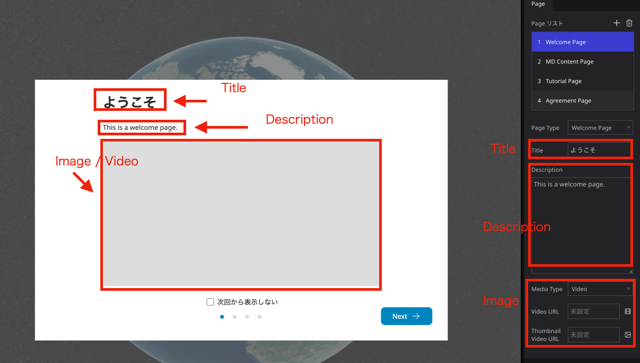 Page
Page リスト
1 Welcome Page
2 MD Content Page
3 Tutorial Page
4 Agreement Page
Page Type Welcome Page
Title ようこそ
Description
This is a welcome page.
Media Type Video
Video URL 未設定
Thumbnail
Video URL 未設定
Title
Description
Image
ようこそ
Title
This is a welcome page.
Description
Image / Video
次回から表示しない
Next